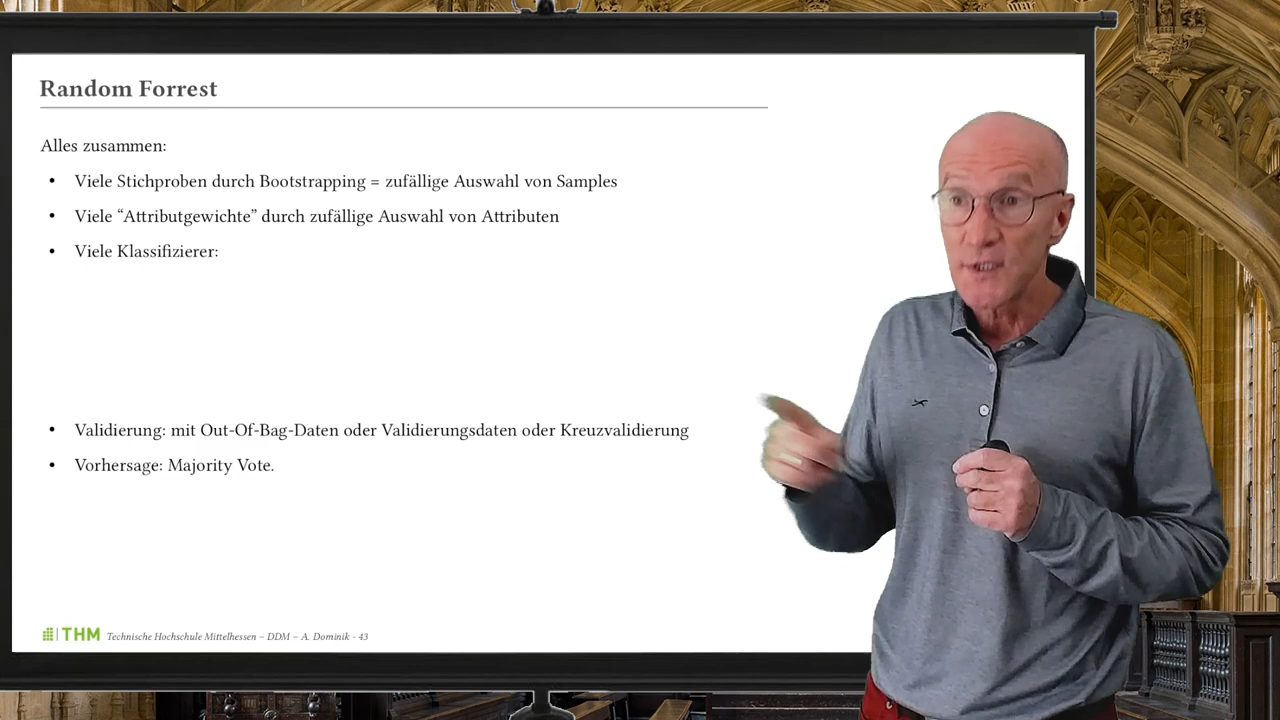 Random Forrest
Alles zusammen:
• Viele Stichproben durch Bootstrapping = zufällige Auswahl von Samples
• Viele “Attributgewichte” durch zufällige Auswahl von Attributen
• Viele Klassifizierer:
• Validierung: mit Out-Of-Bag-Daten oder Validierungsdaten oder Kreuzvalidierung
• Vorhersage: Majority Vote.
THM Technische Hochschule Mittelhessen – DDM – A. Dominik - 43